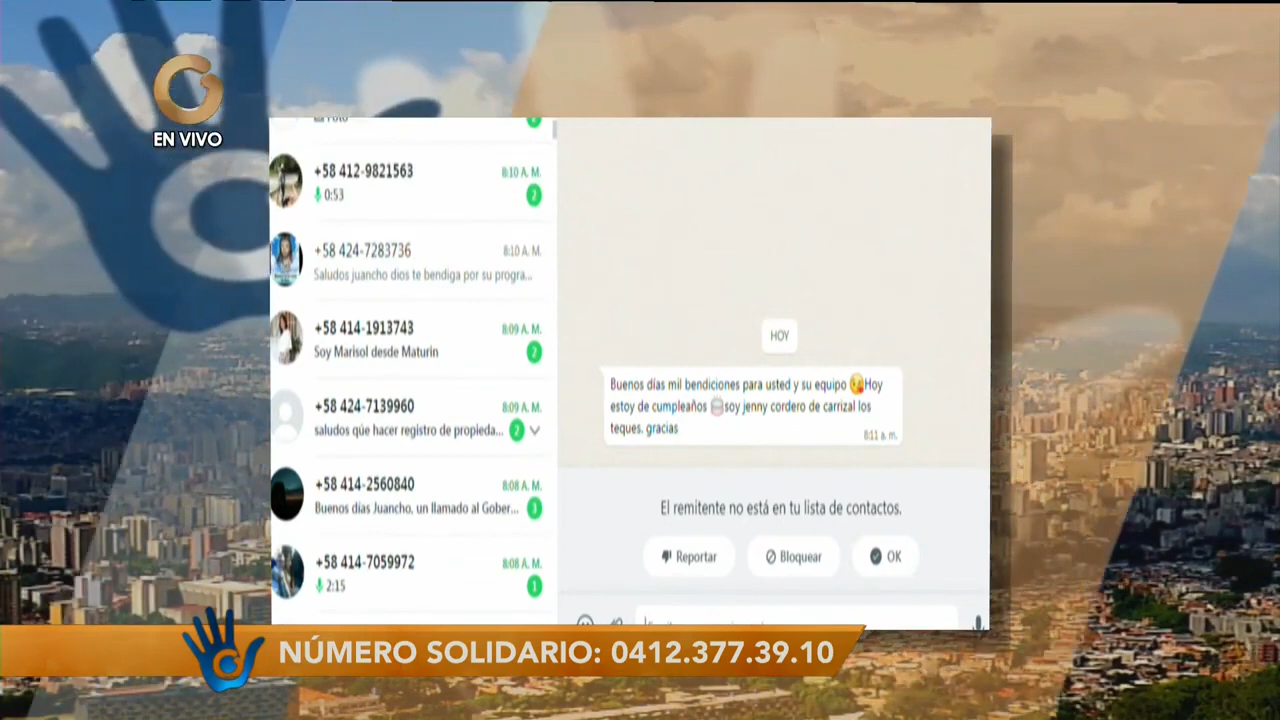 EN VIVO
+58 412-9821563
8:10 A. M.
0:53
2
+58 424-7283736
8:10 A. M.
Saludos juancho dios te bendiga por su progra...
+58 414-1913743
8:09 A. M.
Soy Marisol desde Maturin
2
+58 424-7139960
8:09 A. M.
saludos qúe hacer registro de propieda...
2
+58 414-2560840
8:08 A. M.
Buenos días Juancho, un llamado al Gober...
+58 414-7059972
8:08 A. M.
2:15
1
HOY
Buenos días mil bendiciones para usted y su equipo 😘Hoy
estoy de cumpleaños soy jenny cordero de carrizal los
teques. gracias
8:11 a. m.
El remitente no está en tu lista de contactos.
Reportar
Bloquear
OK
NÚMERO SOLIDARIO: 0412.377.39.10